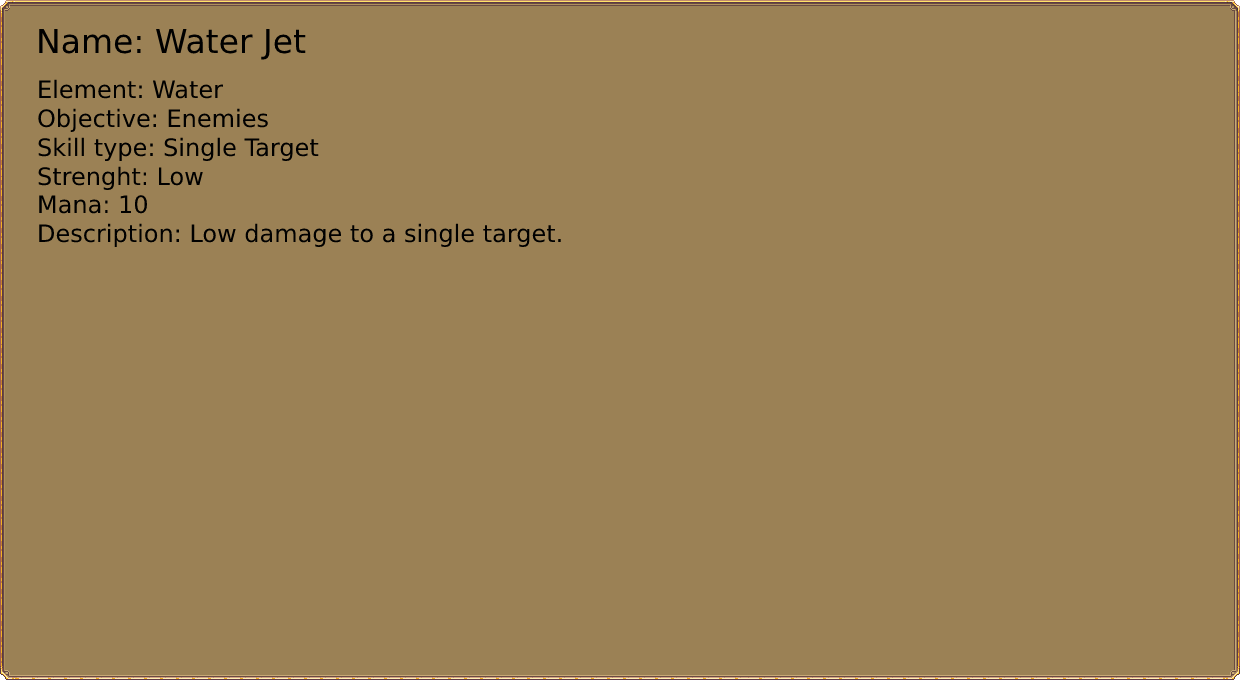 Name: Water Jet
Element: Water
Objective: Enemies
Skill type: Single Target
Strenght: Low
Mana: 10
Description: Low damage to a single target.